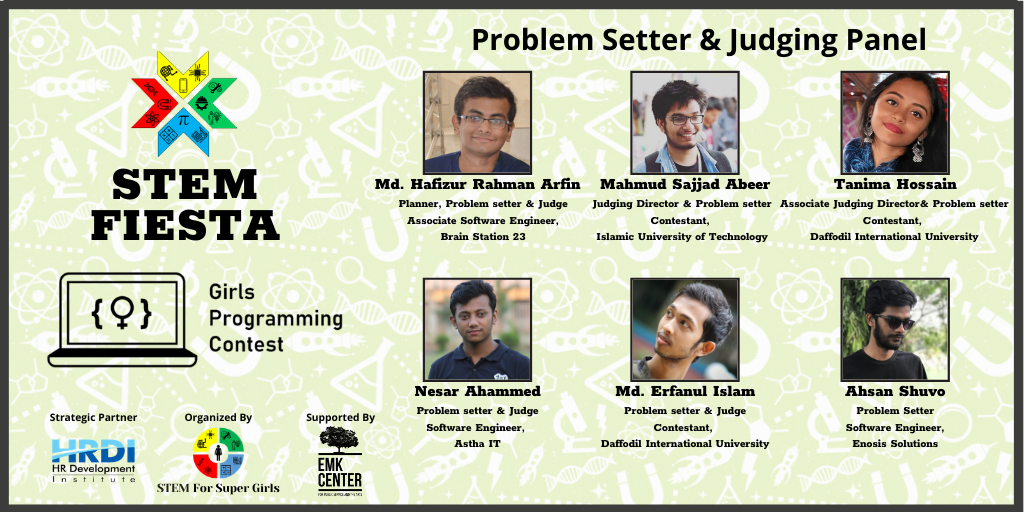 Problem Setter & Judging Panel
STEM
FIESTA
{♀}
Girls
Programming
Contest
Md. Hafizur Rahman Arfin
Planner, Problem setter & Judge
Associate Software Engineer,
Brain Station 23
Mahmud Sajjad Abeer
Judging Director & Problem setter
Contestant,
Islamic University of Technology
Tanima Hossain
Associate Judging Director& Problem setter
Contestant,
Daffodil International University
Nesar Ahammed
Problem setter & Judge
Software Engineer,
Astha IT
Md. Erfanul Islam
Problem setter & Judge
Contestant,
Daffodil International University
Ahsan Shuvo
Problem Setter
Software Engineer,
Enosis Solutions
Strategic Partner
HRDI
HR Development
Institute
Organized By
STEM For Super Girls
Supported By
EMK
CENTER